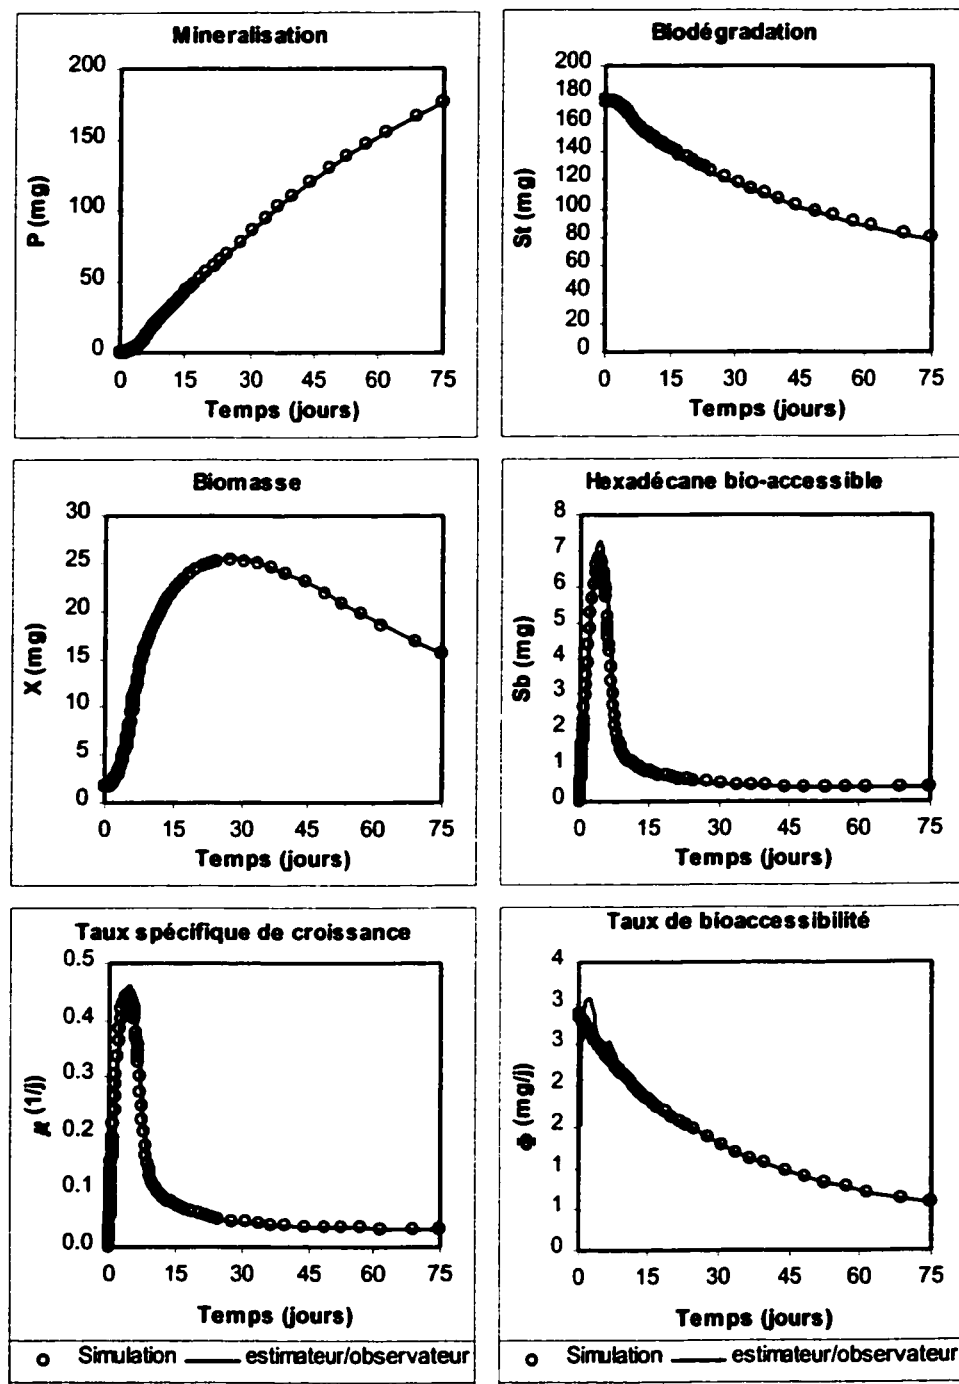 Mineralisation
200
150
100
50
0
P (mg)
0 15 30 45 60 75
Temps (jours)
Biodégradation
200
180
160
140
120
100
80
60
40
20
0
St (mg)
0 15 30 45 60 75
Temps (jours)
Biomasse
30
25
20
15
10
5
0
X (mg)
0 15 30 45 60 75
Temps (jours)
Hexadécane bio-accessible
8
7
6
5
4
3
2
1
0
Sb (mg)
0 15 30 45 60 75
Temps (jours)
Taux spécifique de croissance
0.5
0.4
0.3
0.2
0.1
0.0
μ (1/j)
0 15 30 45 60 75
Temps (jours)
Simulation estimateur/observateur
Taux de bioaccessibilité
4
3
3
2
2
1
1
0
Φ (mg/j)
0 15 30 45 60 75
Temps (jours)
Simulation estimateur/observateur